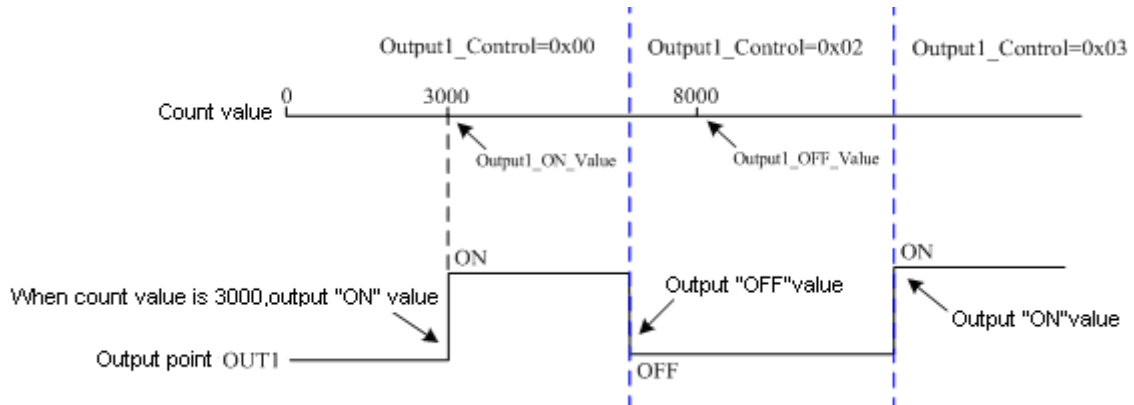 Output1_Control=0x00
Output1_Control=0x02
Output1_Control=0x03
0
3000
8000
Count value
Output1_ON_Value
Output1_OFF_Value
ON
ON
Output "OFF"value
When count value is 3000,output "ON" value
Output "ON"value
Output point OUT1
OFF